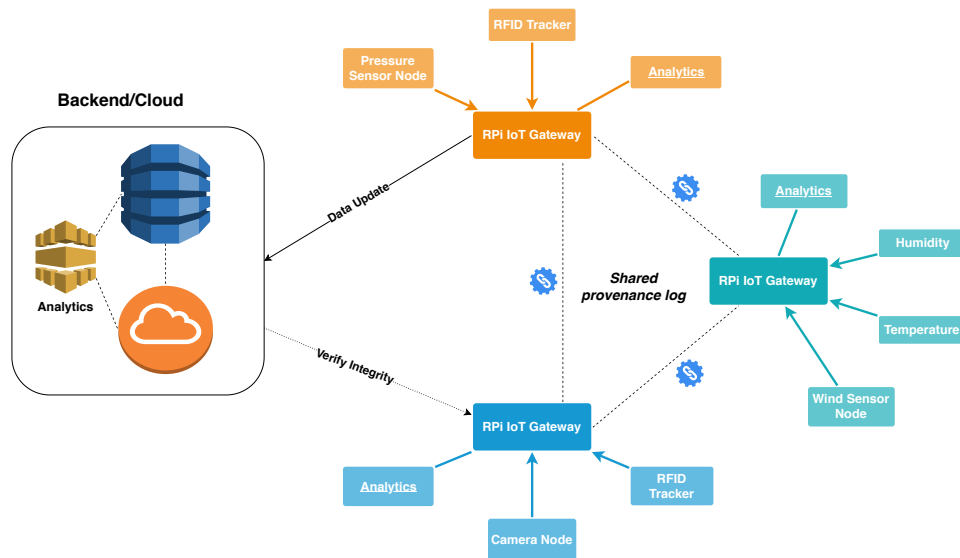 RFID Tracker
Pressure
Sensor Node
Analytics
Backend/Cloud
RPi IoT Gateway
Data Update
Analytics
Humidity
Shared
provenance log
RPi IoT Gateway
Analytics
Temperature
Verify Integrity
Wind Sensor
Node
RPi IoT Gateway
Analytics
RFID
Tracker
Camera Node